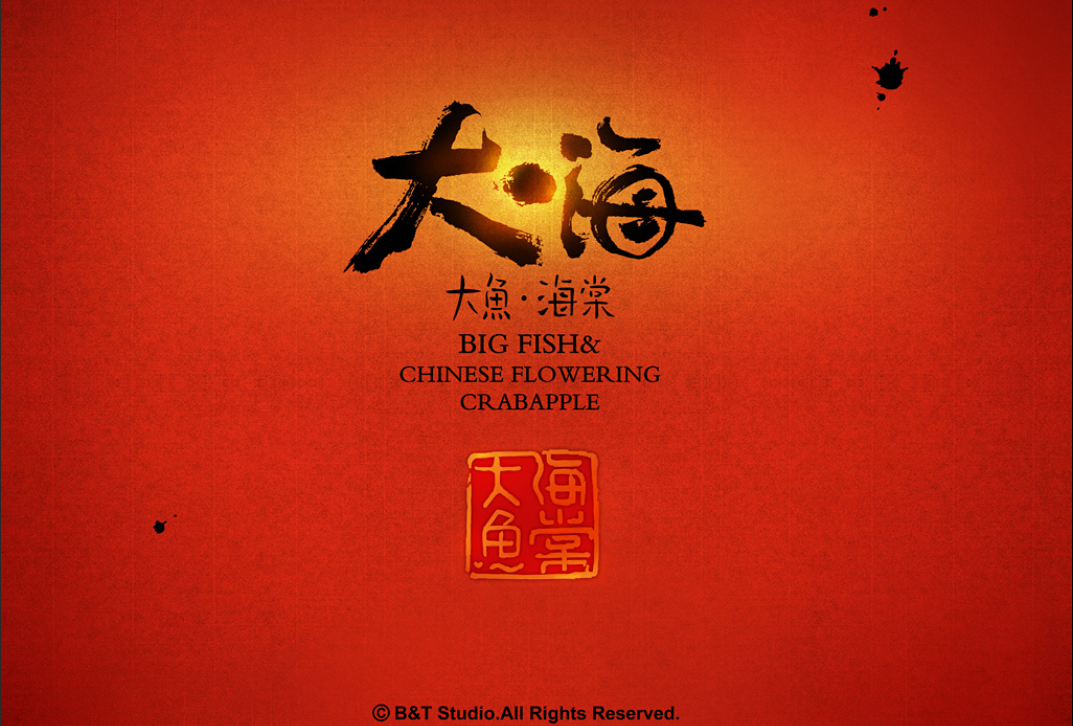 大·海
大魚·海棠
BIG FISH&
CHINESE FLOWERING
CRABAPPLE
大海
魚棠
© B&T Studio.All Rights Reserved.